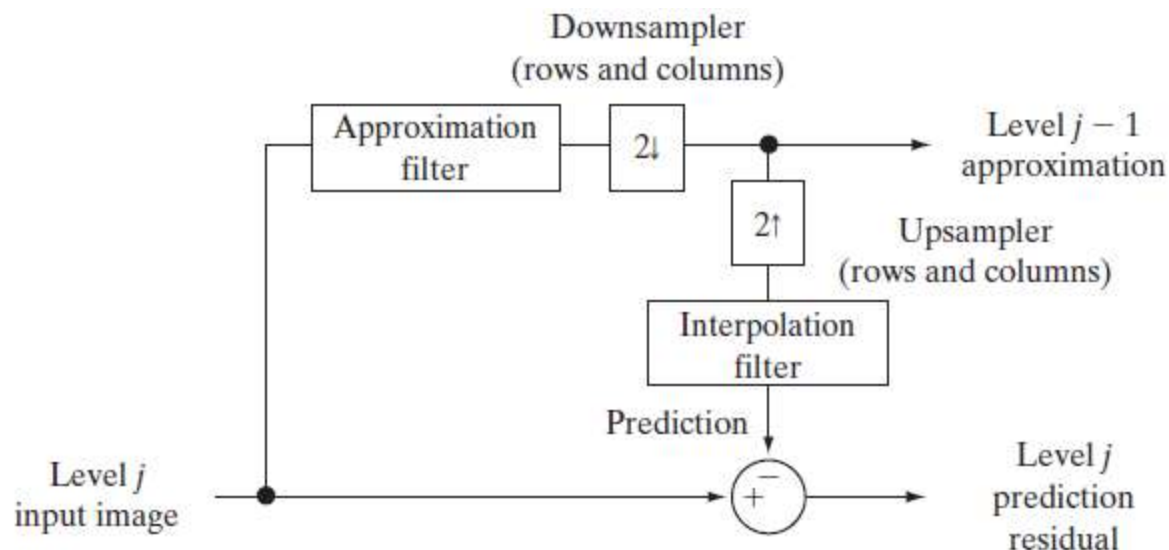 Downsampler
(rows and columns)
Approximation
filter
2↓
Level j – 1
approximation
2↑
Upsampler
(rows and columns)
Interpolation
filter
Prediction
Level j
input image
+
−
Level j
prediction
residual